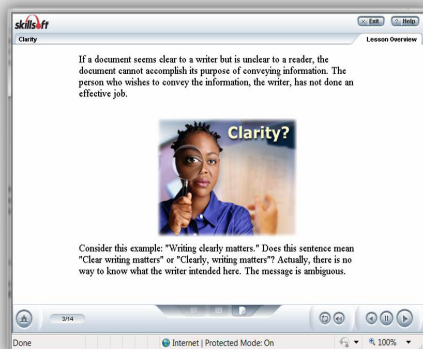 skillsoft
Exit
Help
Clarity
Lesson Overview
If a document seems clear to a writer but is unclear to a reader, the
document cannot accomplish its purpose of conveying information. The
person who wishes to convey the information, the writer, has not done an
effective job.
Clarity?
Consider this example: "Writing clearly matters." Does this sentence mean
"Clear writing matters" or "Clearly, writing matters"? Actually, there is no
way to know what the writer intended here. The message is ambiguous.
3/14
Done
Internet | Protected Mode: On
100%